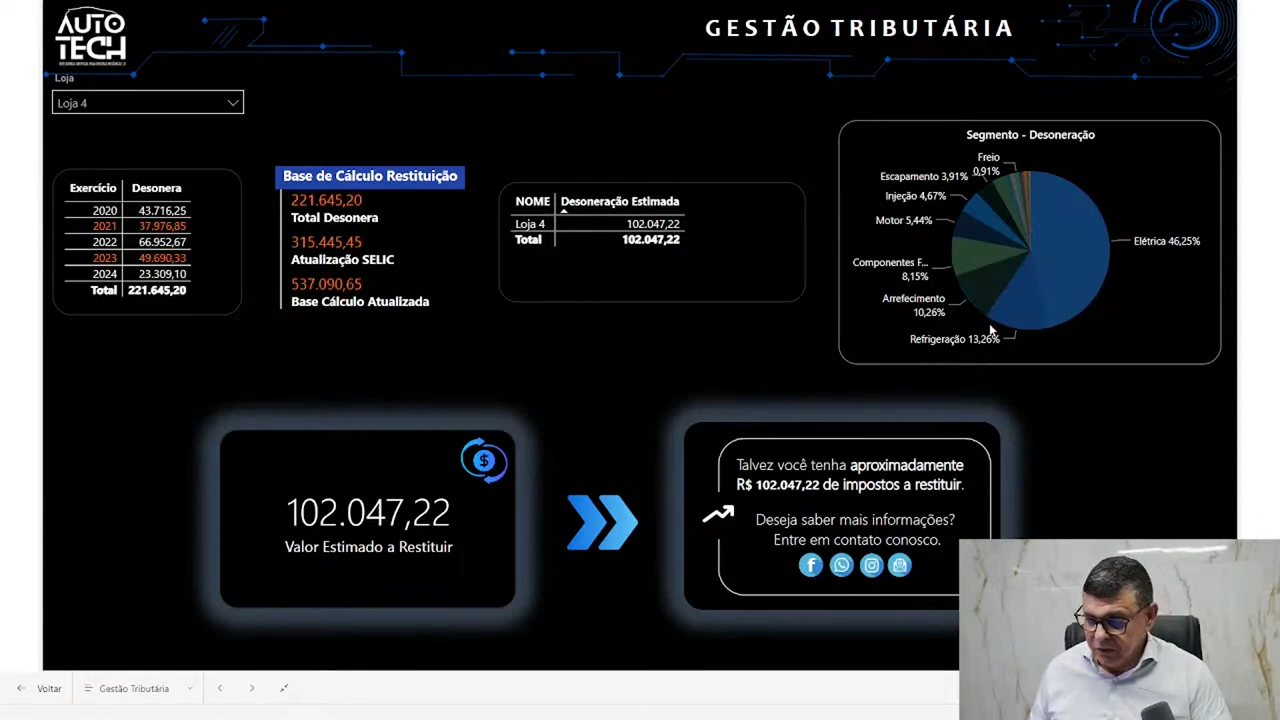 AUTO
TECH
GESTÃO TRIBUTÁRIA
Loja
Loja 4
Exercício Desonera
2020 43.716,25
2021 37.976,85
2022 66.952,67
2023 49.690,33
2024 23.309,10
Total 221.645,20
Base de Cálculo Restituição
221.645,20
Total Desonera
315.445,45
Atualização SELIC
537.090,65
Base Cálculo Atualizada
NOME Desoneração Estimada
Loja 4 102.047,22
Total 102.047,22
Segmento - Desoneração
Freio
0,91%
Escapamento 3,91%
Injeção 4,67%
Motor 5,44%
Elétrica 46,25%
Componentes F...
8,15%
Arrefecimento
10,26%
Refrigeração 13,26%
102.047,22
Valor Estimado a Restituir
Talvez você tenha aproximadamente
R$ 102.047,22 de impostos a restituir.
Deseja saber mais informações?
Entre em contato conosco.
Voltar
Gestão Tributária